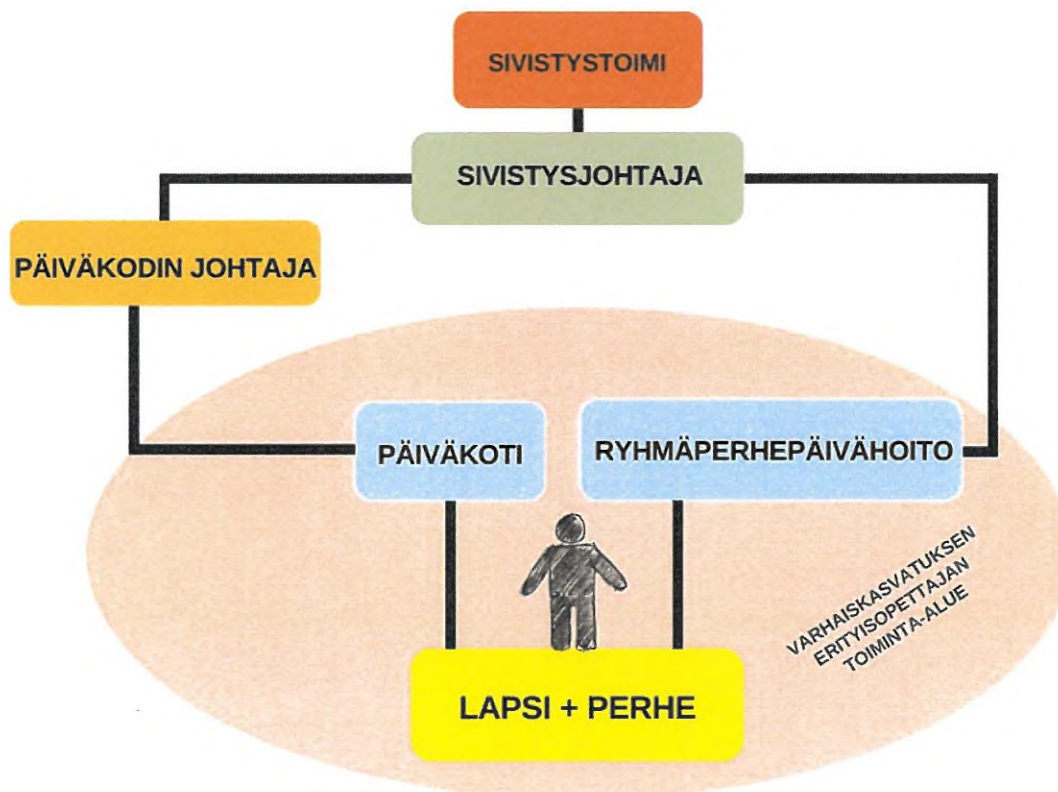 SIVISTYSTOIMI
SIVISTYSJOHTAJA
PÄIVÄKODIN JOHTAJA
PÄIVÄKOTI
RYHMÄPERHEPÄIVÄHOITO
VARHAISKASVATUKSEN
ERITYISOPETTAJAN
TOIMINTA-ALUE
LAPSI + PERHE